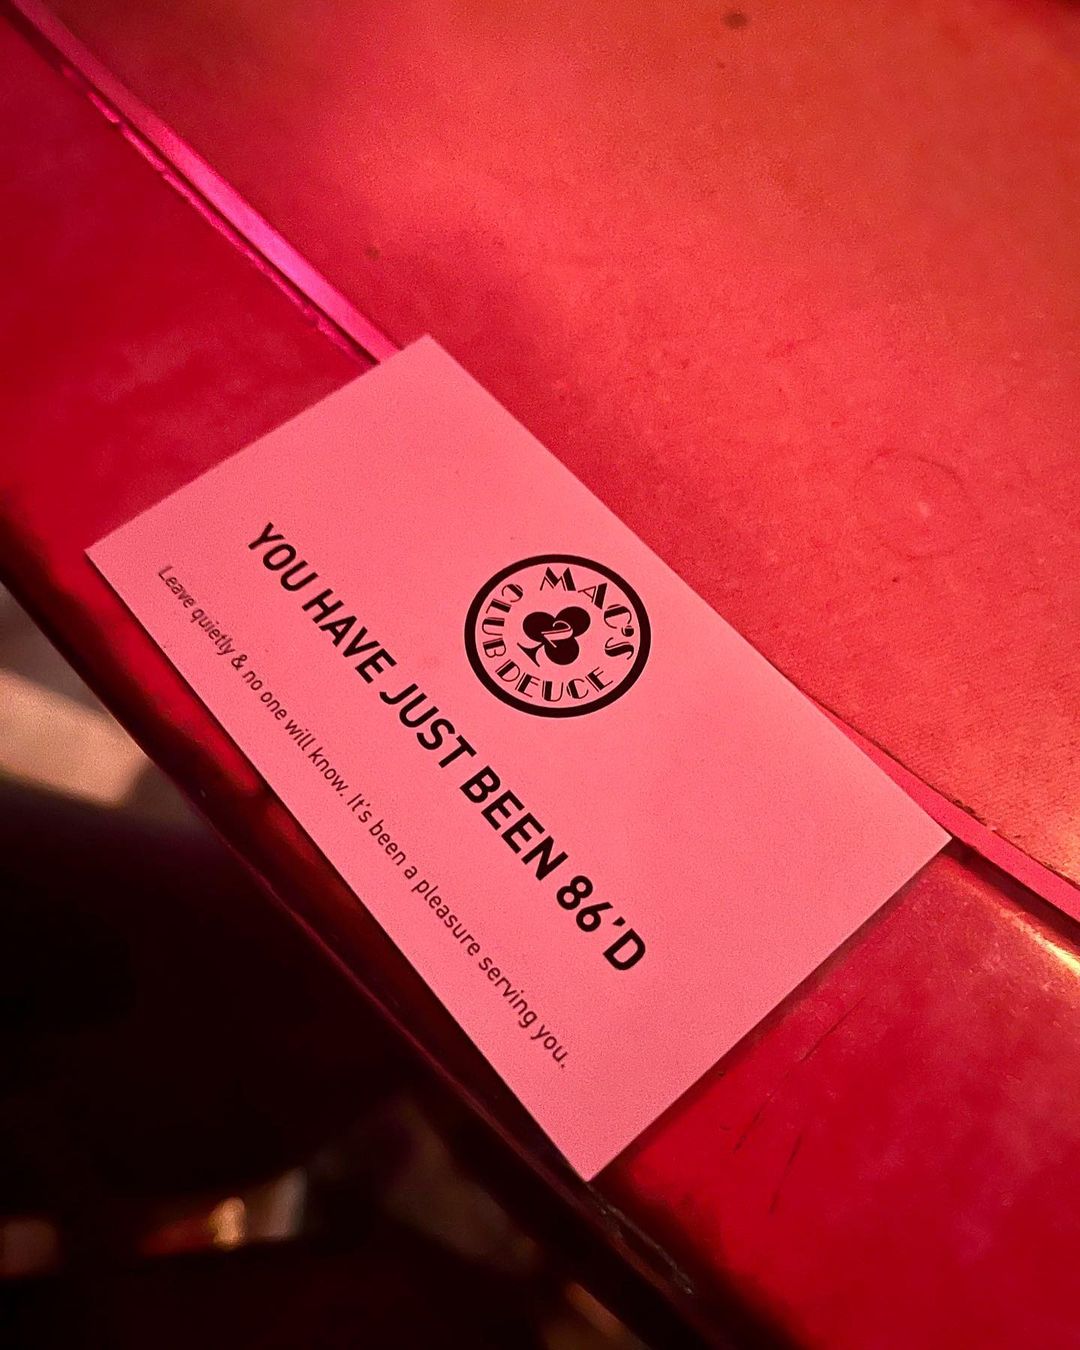 MAC'S
2
CLUB DEUCE
YOU HAVE JUST BEEN 86'D
Leave quietly & no one will know. It's been a pleasure serving you.